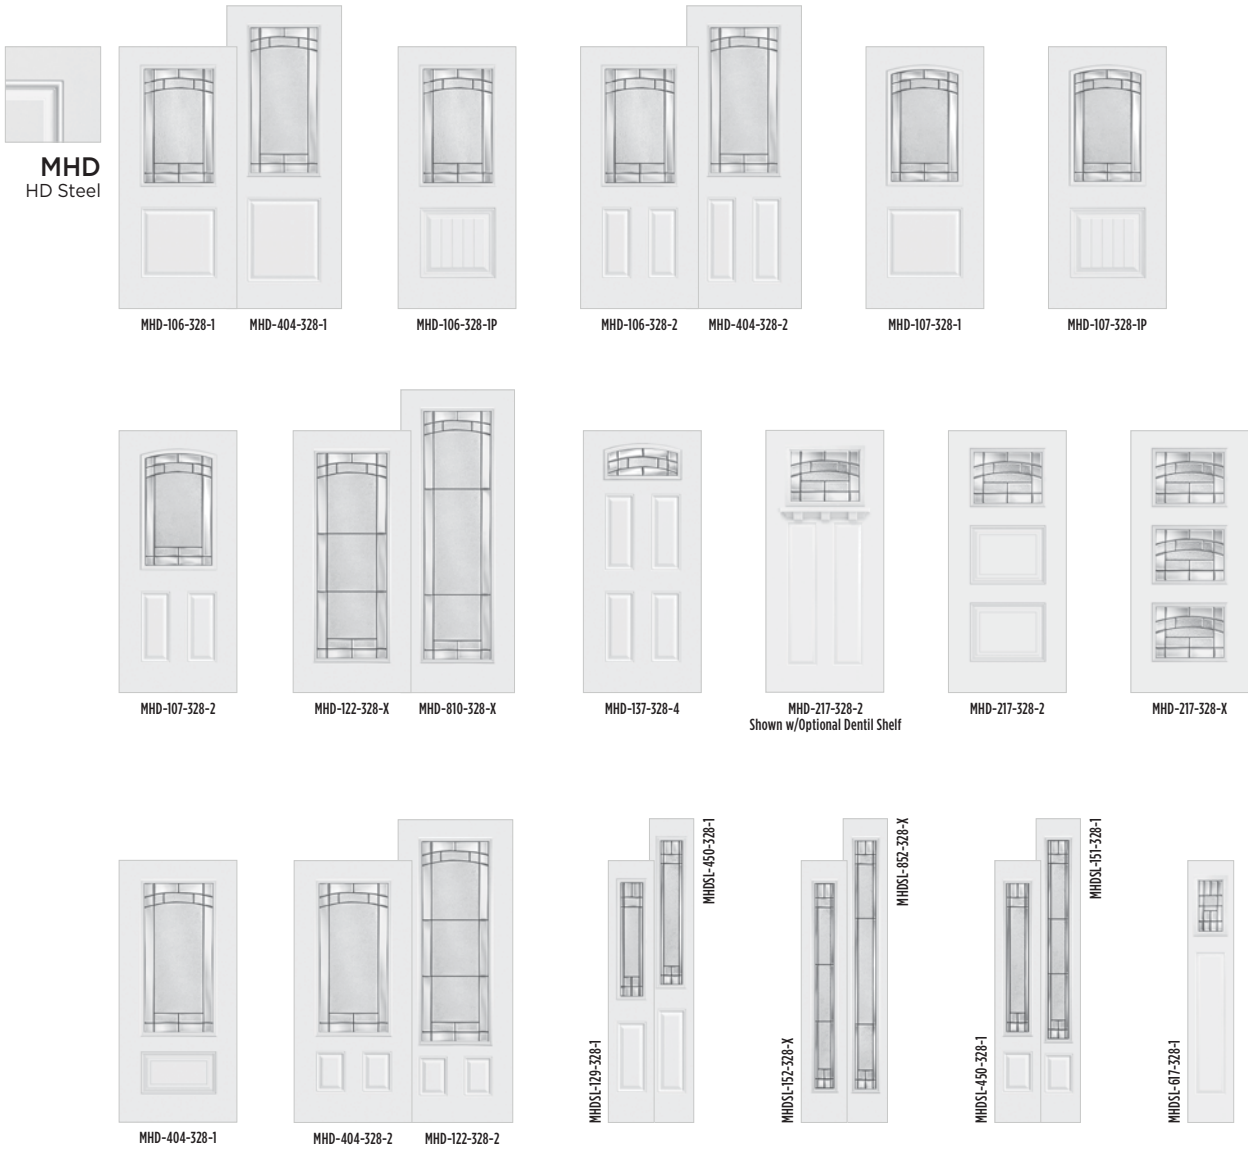 MHD
HD Steel
MHD-106-328-1
MHD-404-328-1
MHD-106-328-1P
MHD-106-328-2
MHD-404-328-2
MHD-107-328-1
MHD-107-328-1P
MHD-107-328-2
MHD-122-328-X
MHD-810-328-X
MHD-137-328-4
MHD-217-328-2
Shown w/Optional Dentil Shelf
MHD-217-328-2
MHD-217-328-X
MHD-404-328-1
MHD-404-328-2
MHD-122-328-2
MHDSL-129-328-1
MHDSL-450-328-1
MHDSL-152-328-X
MHDSL-852-328-X
MHDSL-450-328-1
MHDSL-151-328-1
MHDSL-617-328-1